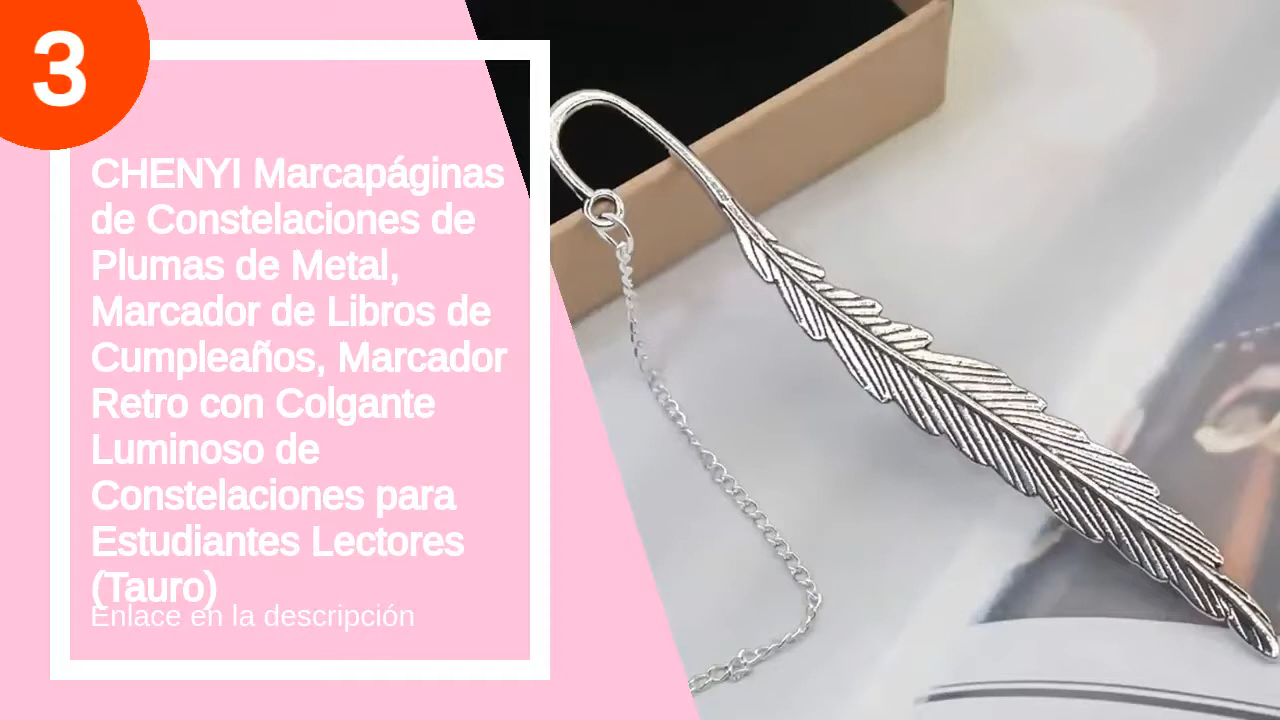 3
CHENYI Marcapáginas
de Constelaciones de
Plumas de Metal,
Marcador de Libros de
Cumpleaños, Marcador
Retro con Colgante
Luminoso de
Constelaciones para
Estudiantes Lectores
(Tauro)
Enlace en la descripción